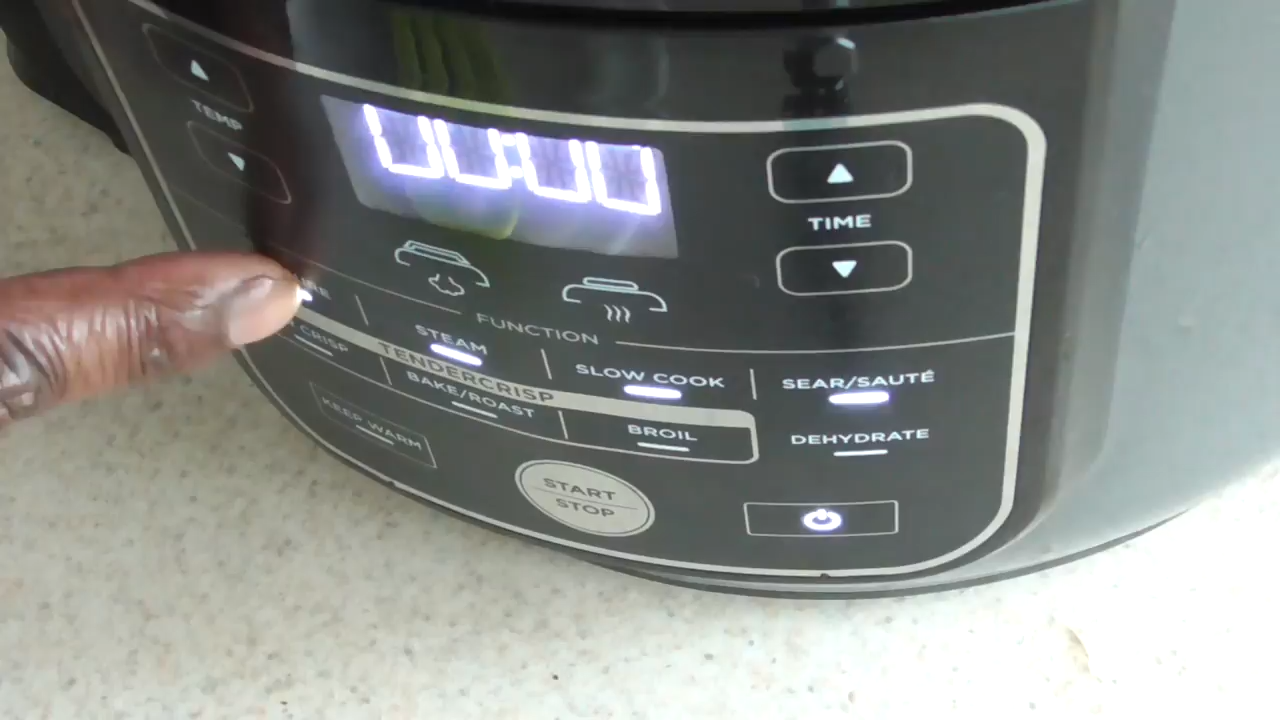 TEMP
00:00
TIME
FUNCTION
STEAM
SLOW COOK
SEAR/SAUTÉ
CRISP
TENDERCRISP
BAKE/ROAST
BROIL
DEHYDRATE
KEEP WARM
START
STOP